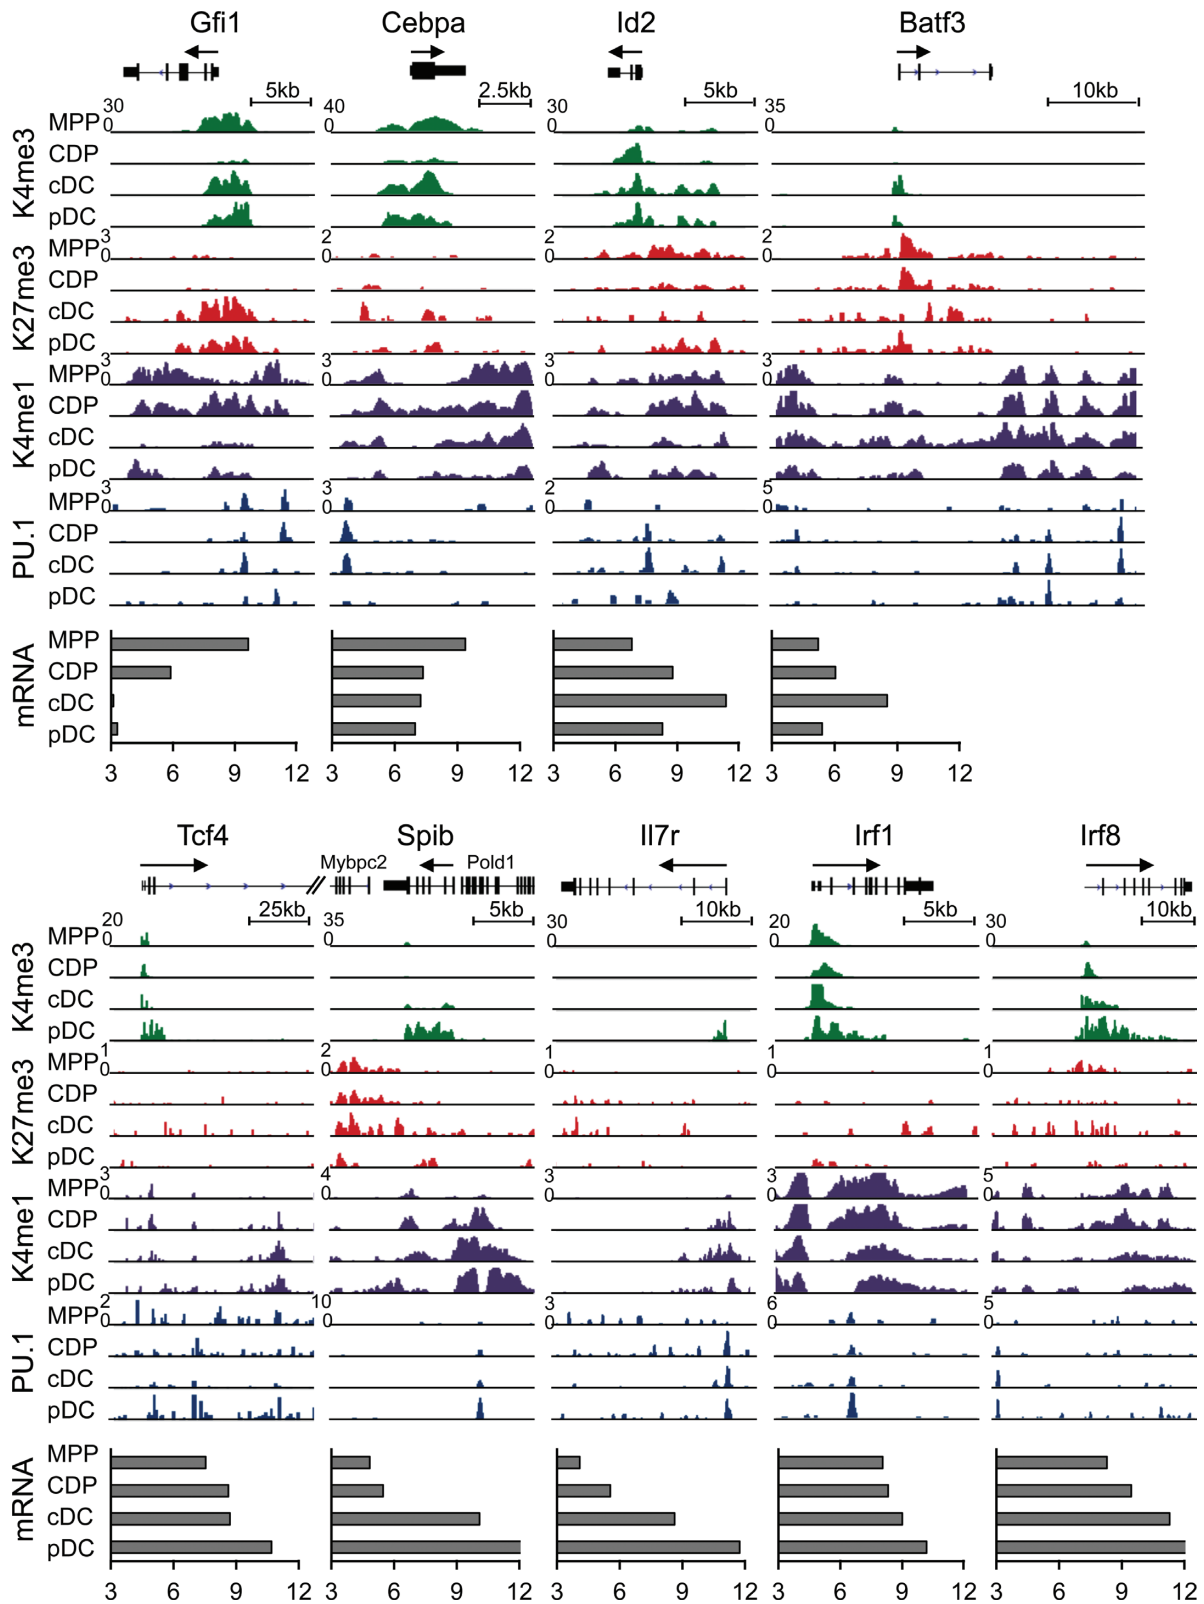 Gfi1 Cebpa Id2 Batf3
5kb 2.5kb 5kb 10kb
K4me3
30 40 30 35
MPP 0 0 0 0
CDP
cDC
pDC
K27me3
3 2 2 2
MPP 0 0 0 0
CDP
cDC
pDC
K4me1
3 3 3 3
MPP 0 0 0 0
CDP
cDC
pDC
PU.1
3 3 2 5
MPP 0 0 0 0
CDP
cDC
pDC
mRNA
MPP
CDP
cDC
pDC
3 6 9 12 3 6 9 12 3 6 9 12 3 6 9 12
Tcf4 Spib Il7r Irf1 Irf8
Mybpc2 Pold1
25kb 5kb 10kb 5kb 10kb
K4me3
20 35 30 20 30
MPP 0 0 0 0 0
CDP
cDC
pDC
K27me3
1 2 1 1 1
MPP 0 0 0 0 0
CDP
cDC
pDC
K4me1
3 4 3 3 5
MPP 0 0 0 0 0
CDP
cDC
pDC
PU.1
2 10 3 6 5
MPP 0 0 0 0 0
CDP
cDC
pDC
mRNA
MPP
CDP
cDC
pDC
3 6 9 12 3 6 9 12 3 6 9 12 3 6 9 12 3 6 9 12